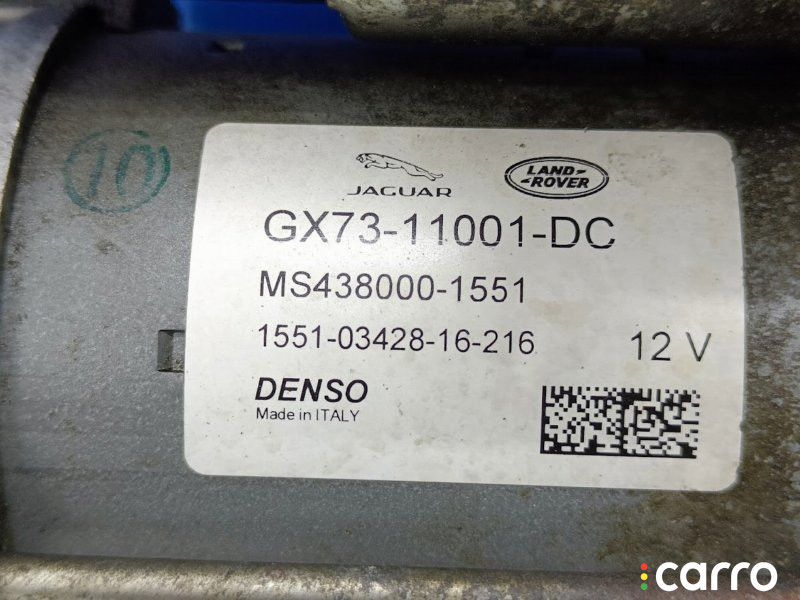 10
JAGUAR
LAND-
-ROVER
GX73-11001-DC
MS438000-1551
1551-03428-16-216
12 V
DENSO
Made in ITALY
carro